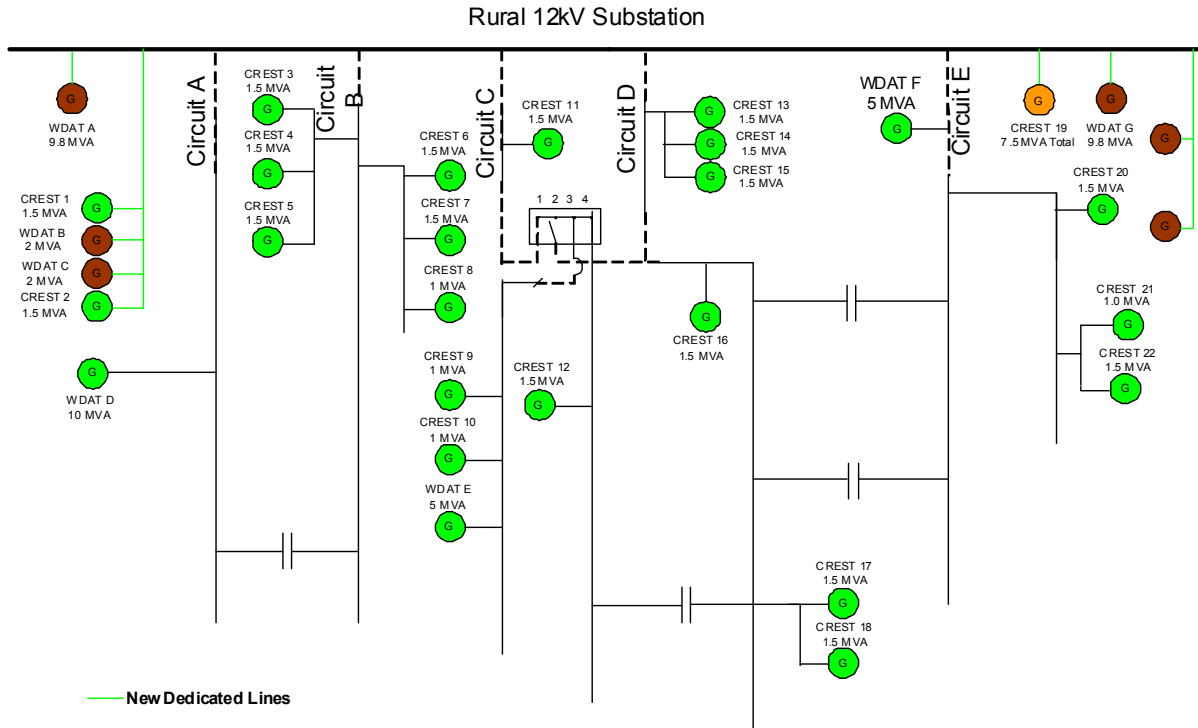 Rural 12kV Substation
G
WDAT A
9.8 MVA
CREST 1
1.5 MVA
G
WDAT B
2 MVA
G
WDAT C
2 MVA
G
CREST 2
1.5 MVA
G
G
WDAT D
10 MVA
Circuit A
CREST 3
1.5 MVA
G
CREST 4
1.5 MVA
G
CREST 5
1.5 MVA
G
Circuit
B
CREST 6
1.5 MVA
G
CREST 7
1.5 MVA
G
CREST 8
1 MVA
G
CREST 9
1 MVA
G
CREST 10
1 MVA
G
WDAT E
5 MVA
G
Circuit C
CREST 11
1.5 MVA
G
1 2 3 4
CREST 12
1.5 MVA
G
Circuit D
G
CREST 13
1.5 MVA
G
CREST 14
1.5 MVA
G
CREST 15
1.5 MVA
G
CREST 16
1.5 MVA
CREST 17
1.5 MVA
G
CREST 18
1.5 MVA
G
WDAT F
5 MVA
G
Circuit E
G
CREST 19
7.5 MVA Total
G
WDAT G
9.8 MVA
G
G
CREST 20
1.5 MVA
G
CREST 21
1.0 MVA
G
CREST 22
1.5 MVA
G
New Dedicated Lines